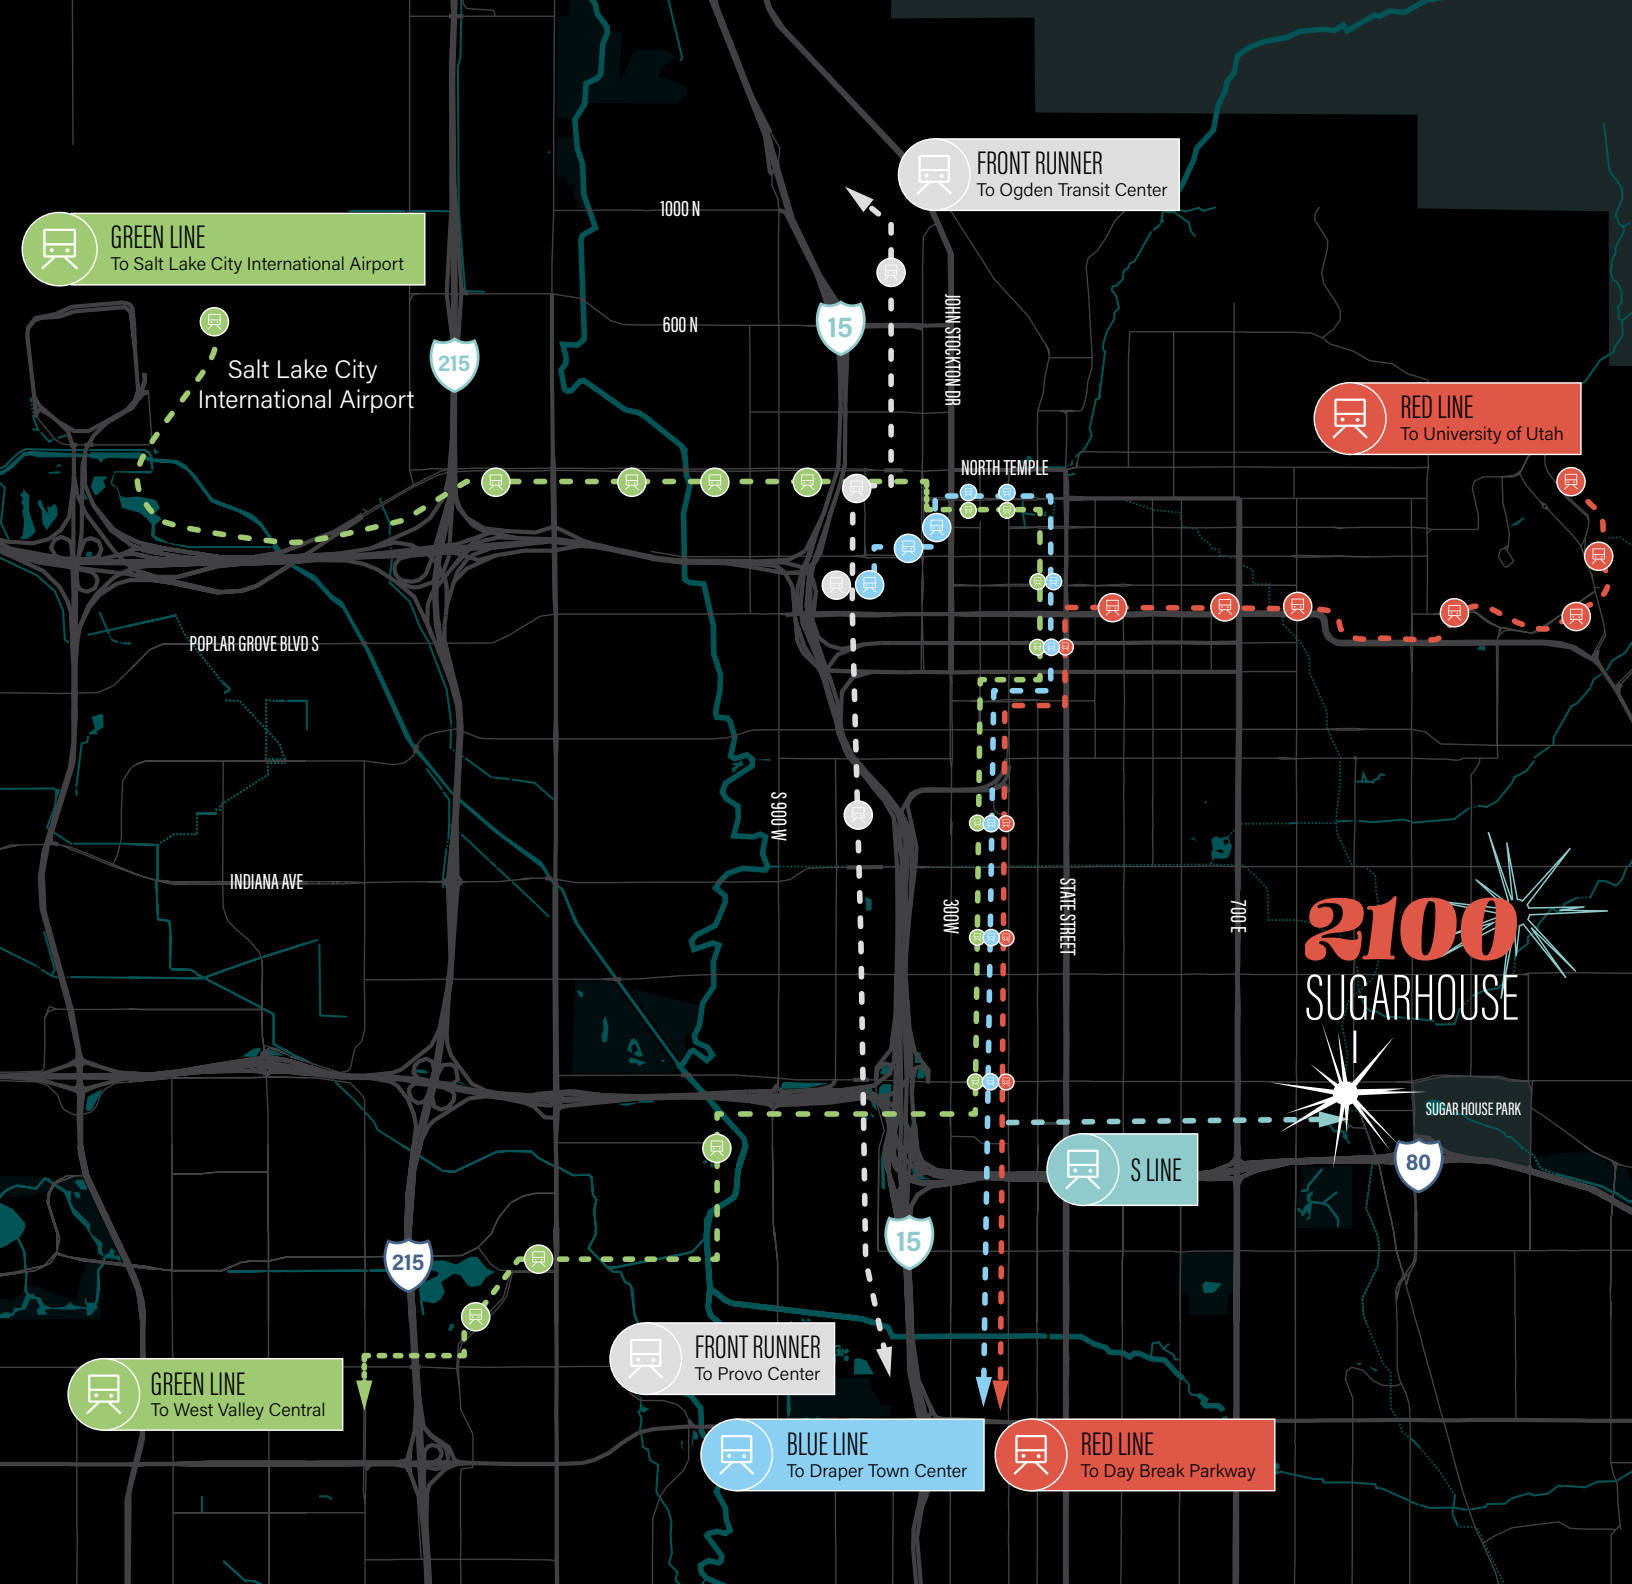 FRONT RUNNER
To Ogden Transit Center
1000 N
GREEN LINE
To Salt Lake City International Airport
600 N
15
JOHN STOCKTON DR
215
Salt Lake City
International Airport
RED LINE
To University of Utah
NORTH TEMPLE
POPLAR GROVE BLVD S
S 900 W
INDIANA AVE
300 W
STATE STREET
700 E
2100
SUGARHOUSE
SUGAR HOUSE PARK
S LINE
80
15
215
FRONT RUNNER
To Provo Center
GREEN LINE
To West Valley Central
BLUE LINE
To Draper Town Center
RED LINE
To Day Break Parkway